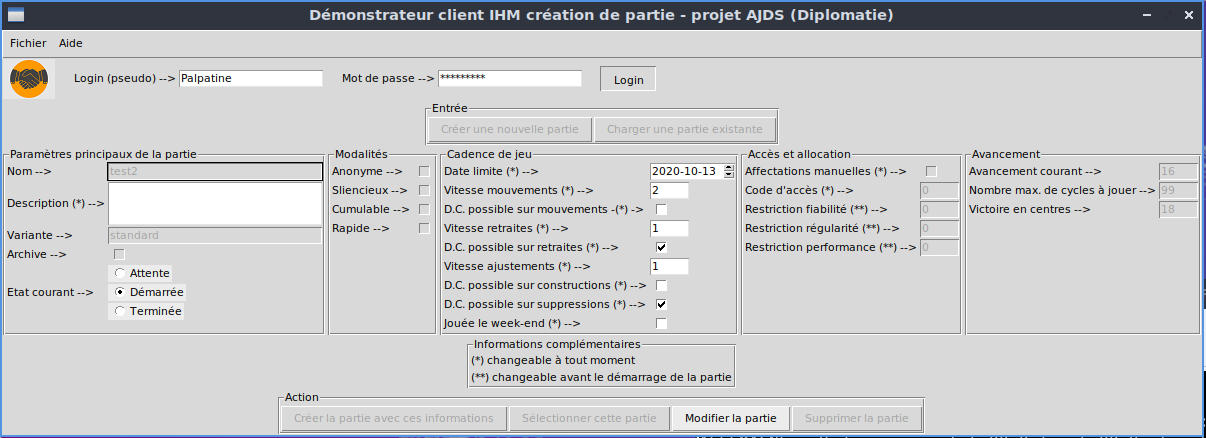 Démonstrateur client IHM création de partie - projet AJDS (Diplomatie)
Fichier Aide
Login (pseudo) --> Palpatine Mot de passe --> ********* Login
Entrée
Créer une nouvelle partie Charger une partie existante
Paramètres principaux de la partie
Nom --> test2
Description (*) -->
Variante --> standard
Archive -->
Etat courant -->
Attente
Démarrée
Terminée
Modalités
Anonyme -->
Sliencieux -->
Cumulable -->
Rapide -->
Cadence de jeu
Date limite (*) --> 2020-10-13
Vitesse mouvements (*) --> 2
D.C. possible sur mouvements -(*) ->
Vitesse retraites (*) --> 1
D.C. possible sur retraites (*) -->
Vitesse ajustements (*) --> 1
D.C. possible sur constructions (*) -->
D.C. possible sur suppressions (*) -->
Jouée le week-end (*) -->
Accès et allocation
Affectations manuelles (*) -->
Code d'accès (*) --> 0
Restriction fiabilité (**) --> 0
Restriction régularité (**) --> 0
Restriction performance (**) --> 0
Avancement
Avancement courant --> 16
Nombre max. de cycles à jouer --> 99
Victoire en centres --> 18
Informations complémentaires
(*) changeable à tout moment
(**) changeable avant le démarrage de la partie
Action
Créer la partie avec ces informations Sélectionner cette partie Modifier la partie Supprimer la partie